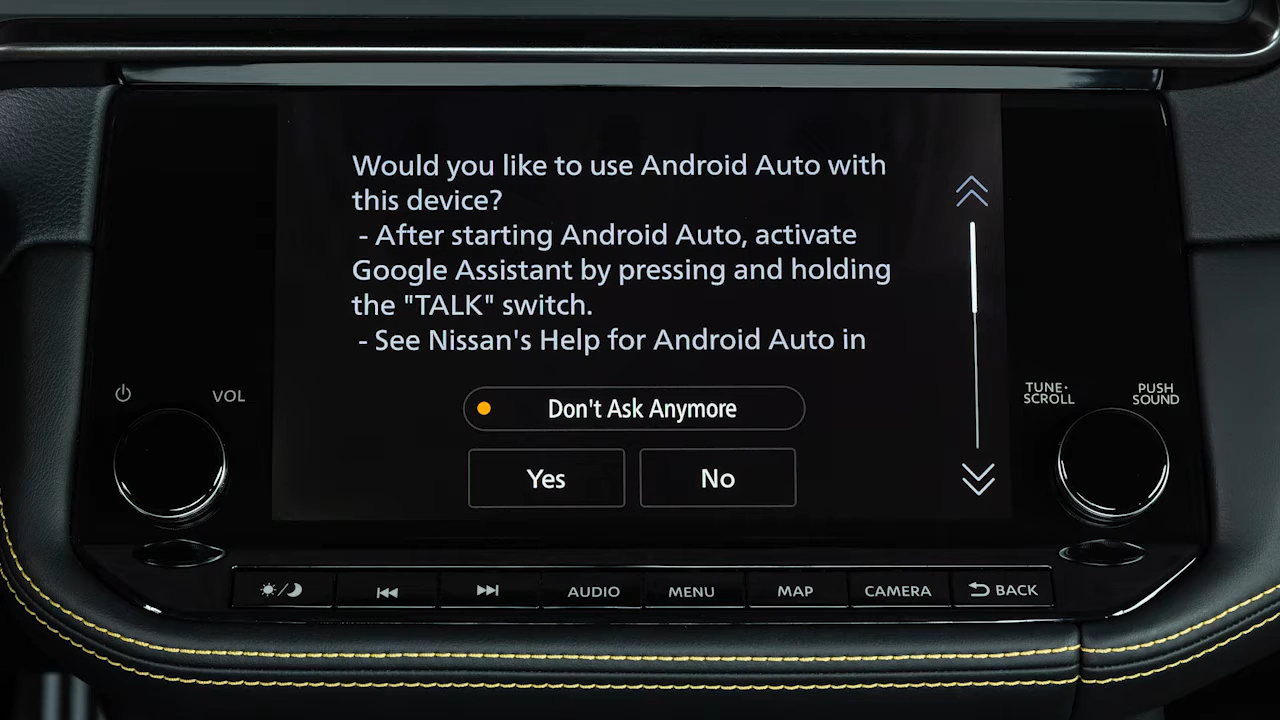 Would you like to use Android Auto with
this device?
- After starting Android Auto, activate
Google Assistant by pressing and holding
the "TALK" switch.
- See Nissan's Help for Android Auto in
Don't Ask Anymore
Yes
No
VOL
TUNE·
SCROLL
PUSH
SOUND
AUDIO
MENU
MAP
CAMERA
BACK